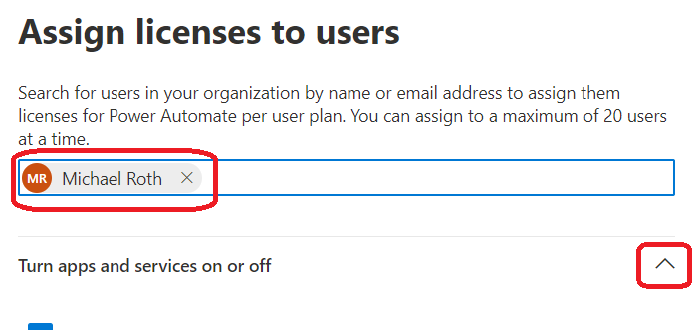 Assign licenses to users
Search for users in your organization by name or email address to assign them
licenses for Power Automate per user plan. You can assign to a maximum of 20 users
at a time.
MR Michael Roth
Turn apps and services on or off